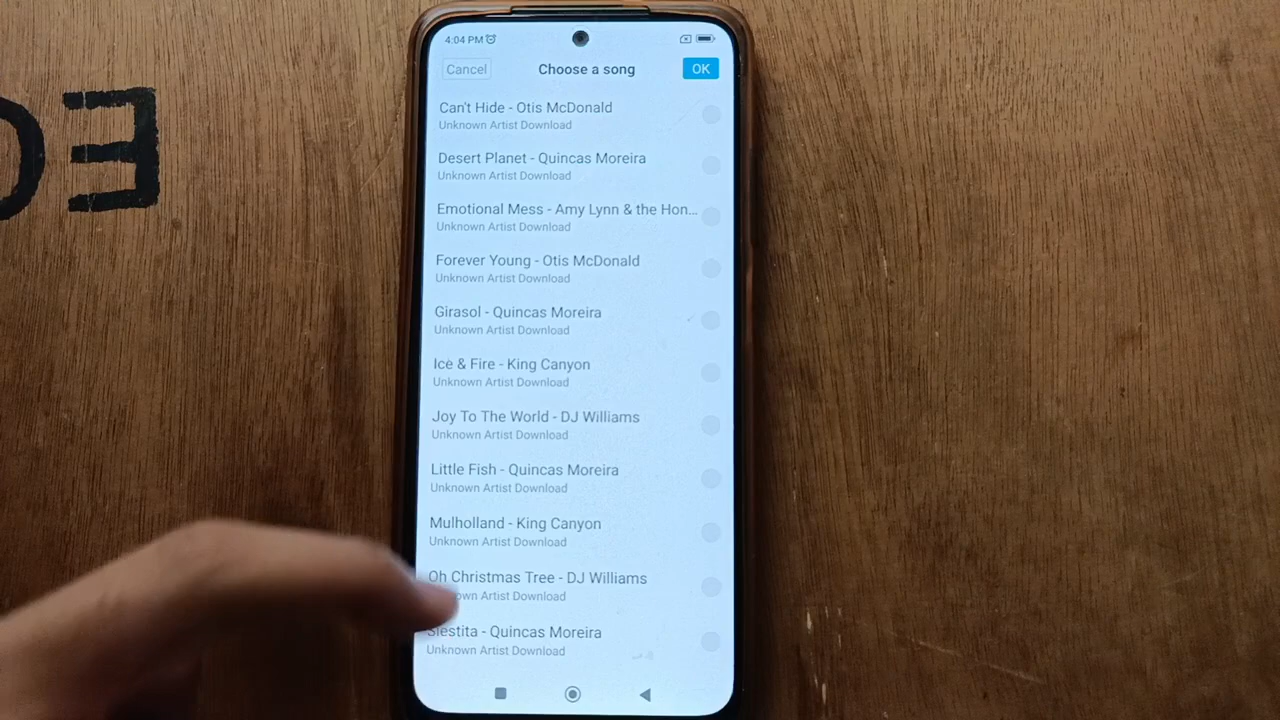 4:04 PM
Cancel
Choose a song
OK
Can't Hide - Otis McDonald
Unknown Artist Download
Desert Planet - Quincas Moreira
Unknown Artist Download
Emotional Mess - Amy Lynn & the Hon...
Unknown Artist Download
Forever Young - Otis McDonald
Unknown Artist Download
Girasol - Quincas Moreira
Unknown Artist Download
Ice & Fire - King Canyon
Unknown Artist Download
Joy To The World - DJ Williams
Unknown Artist Download
Little Fish - Quincas Moreira
Unknown Artist Download
Mulholland - King Canyon
Unknown Artist Download
Oh Christmas Tree - DJ Williams
Artist Download
Siestita - Quincas Moreira
Unknown Artist Download